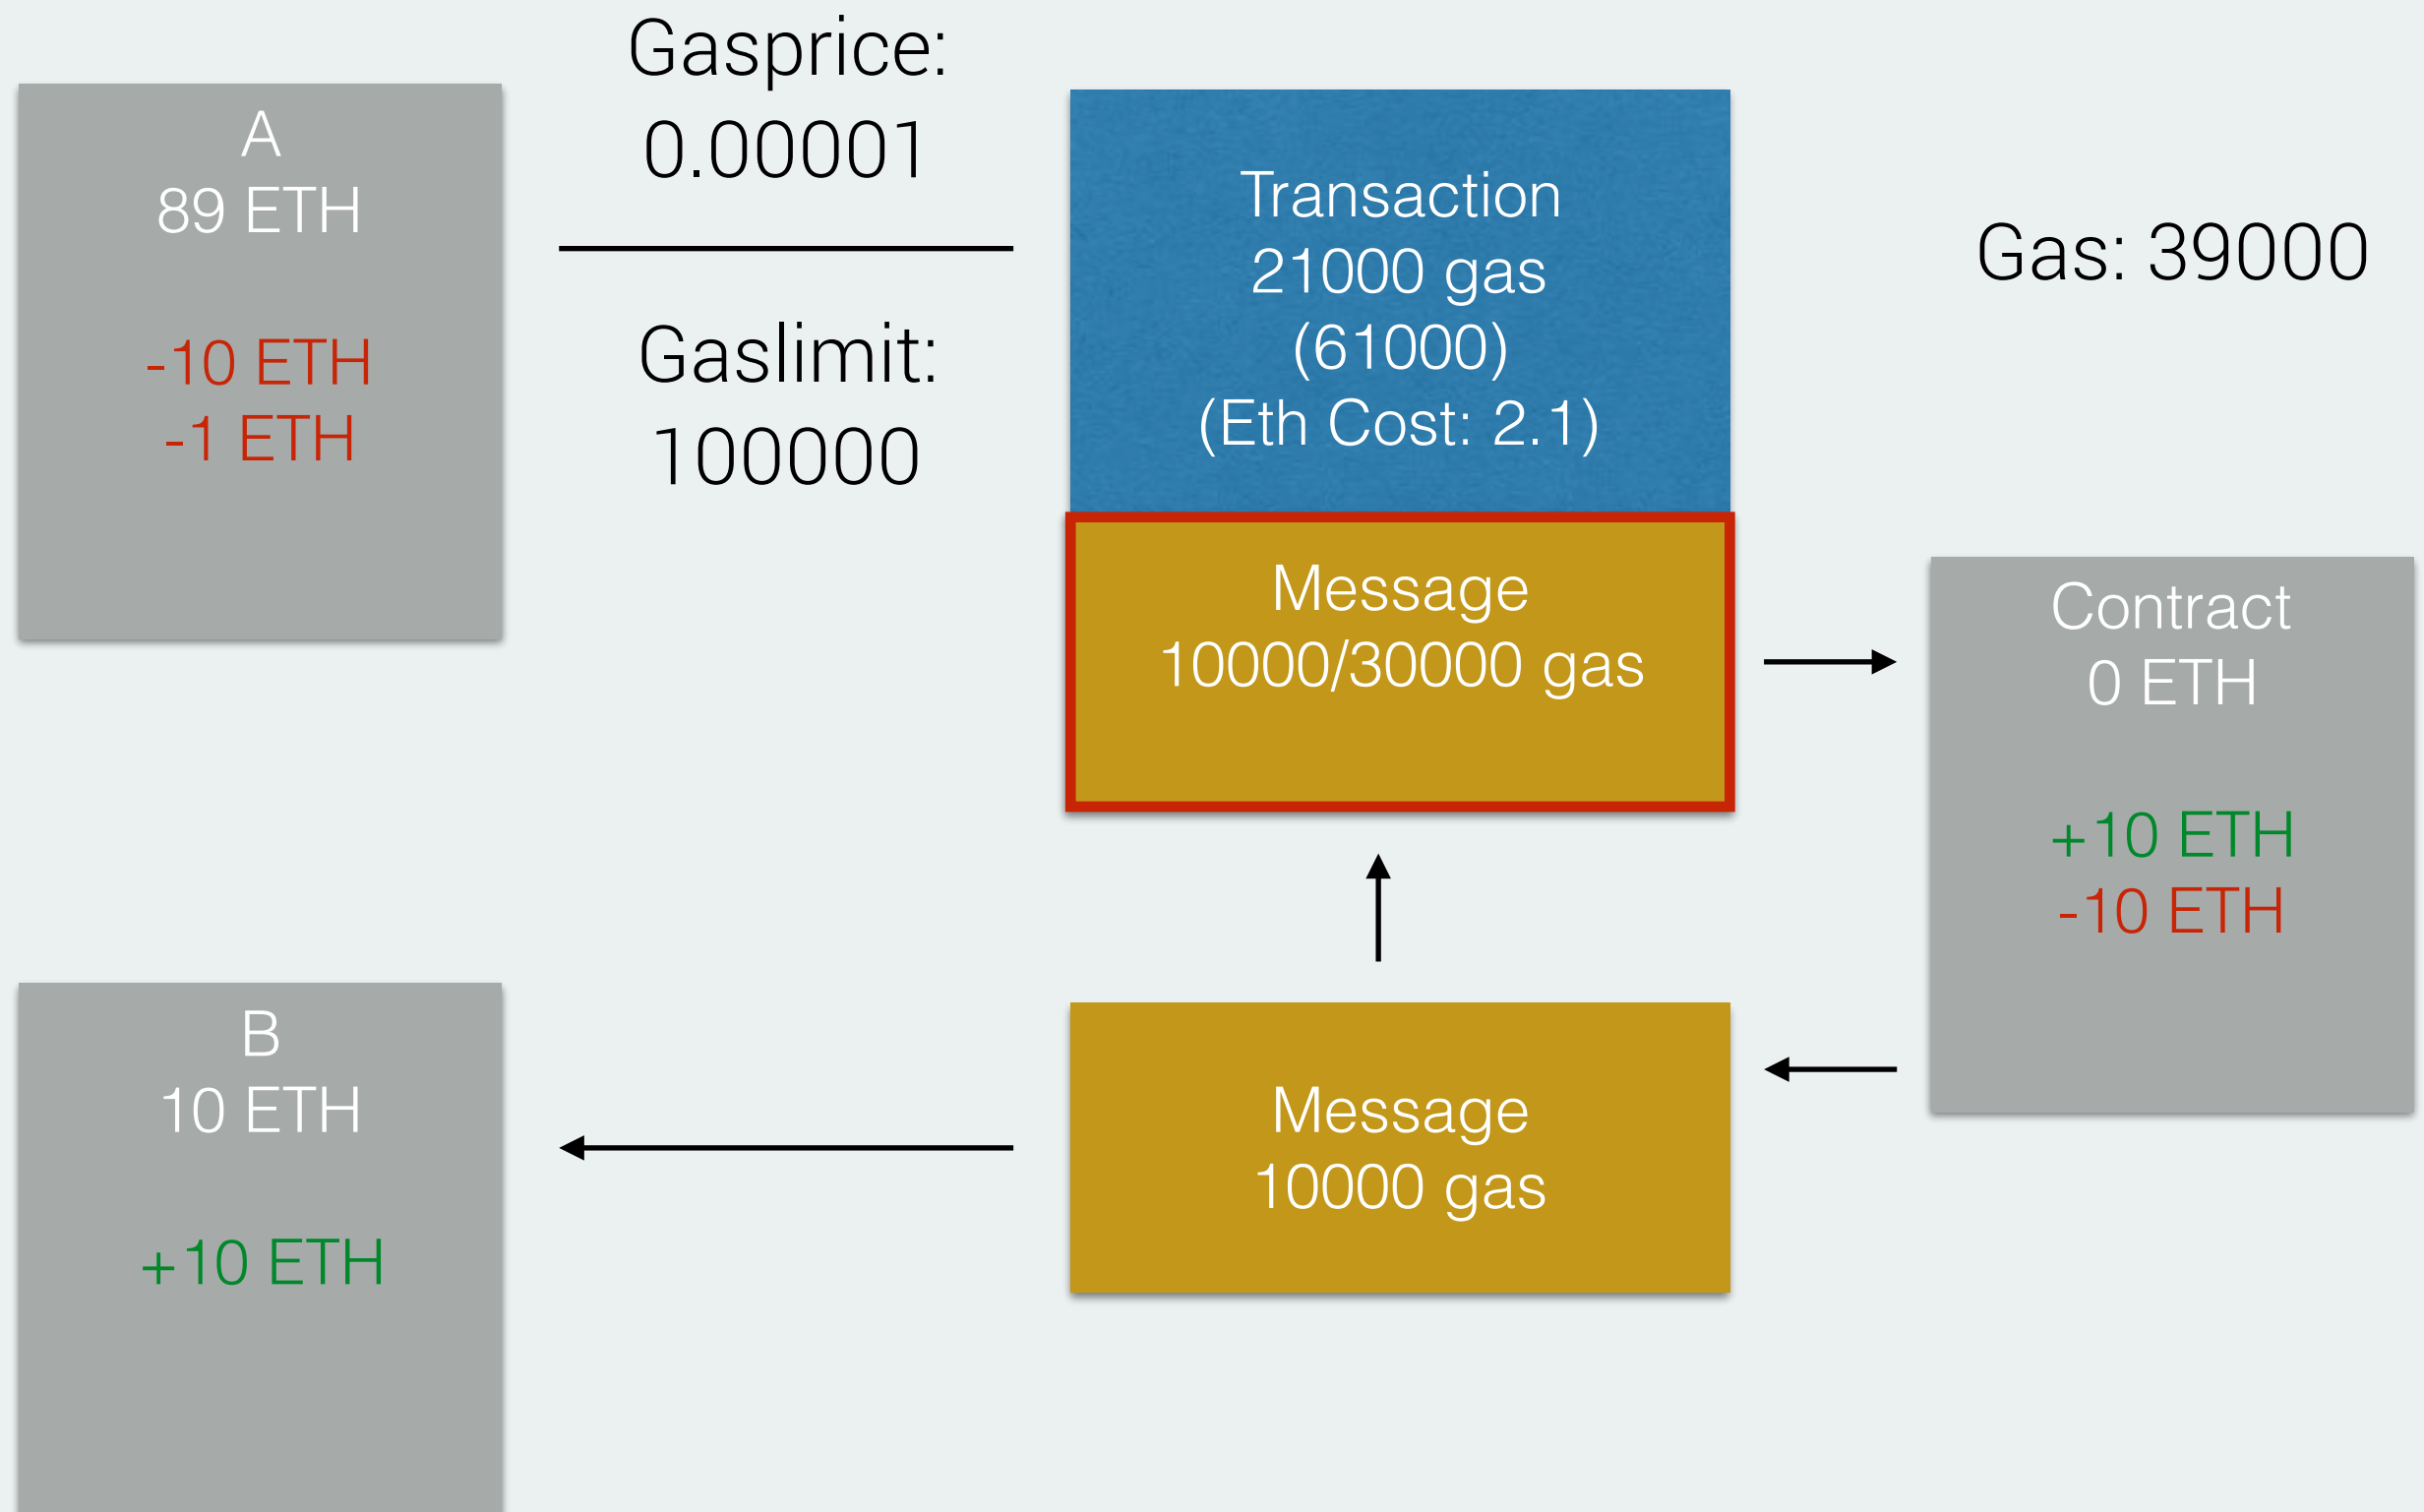 A
89 ETH
-10 ETH
-1 ETH
Gasprice:
0.00001
Gaslimit:
100000
Transaction
21000 gas
(61000)
(Eth Cost: 2.1)
Gas: 39000
Message
10000/30000 gas
Contract
0 ETH
+10 ETH
-10 ETH
B
10 ETH
+10 ETH
Message
10000 gas